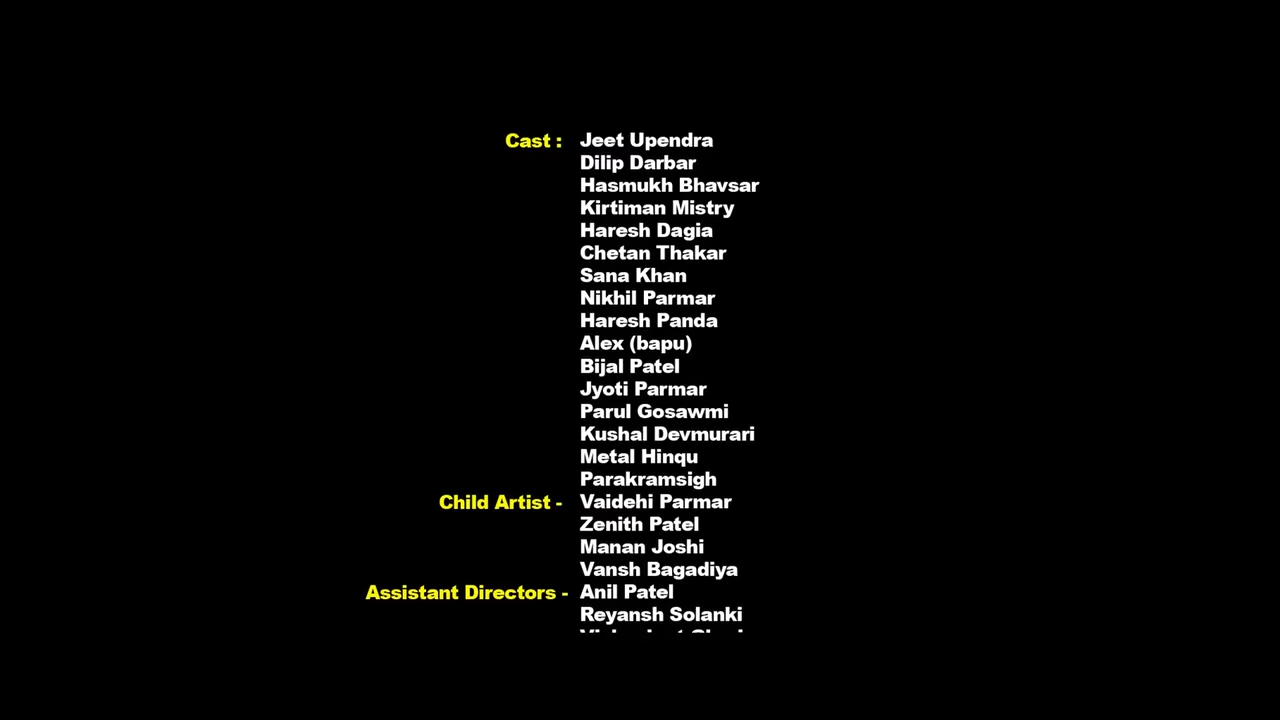 Cast : Jeet Upendra
Dilip Darbar
Hasmukh Bhavsar
Kirtiman Mistry
Haresh Dagia
Chetan Thakar
Sana Khan
Nikhil Parmar
Haresh Panda
Alex (bapu)
Bijal Patel
Jyoti Parmar
Parul Gosawmi
Kushal Devmurari
Metal Hinqu
Parakramsigh
Child Artist - Vaidehi Parmar
Zenith Patel
Manan Joshi
Vansh Bagadiya
Assistant Directors - Anil Patel
Reyansh Solanki